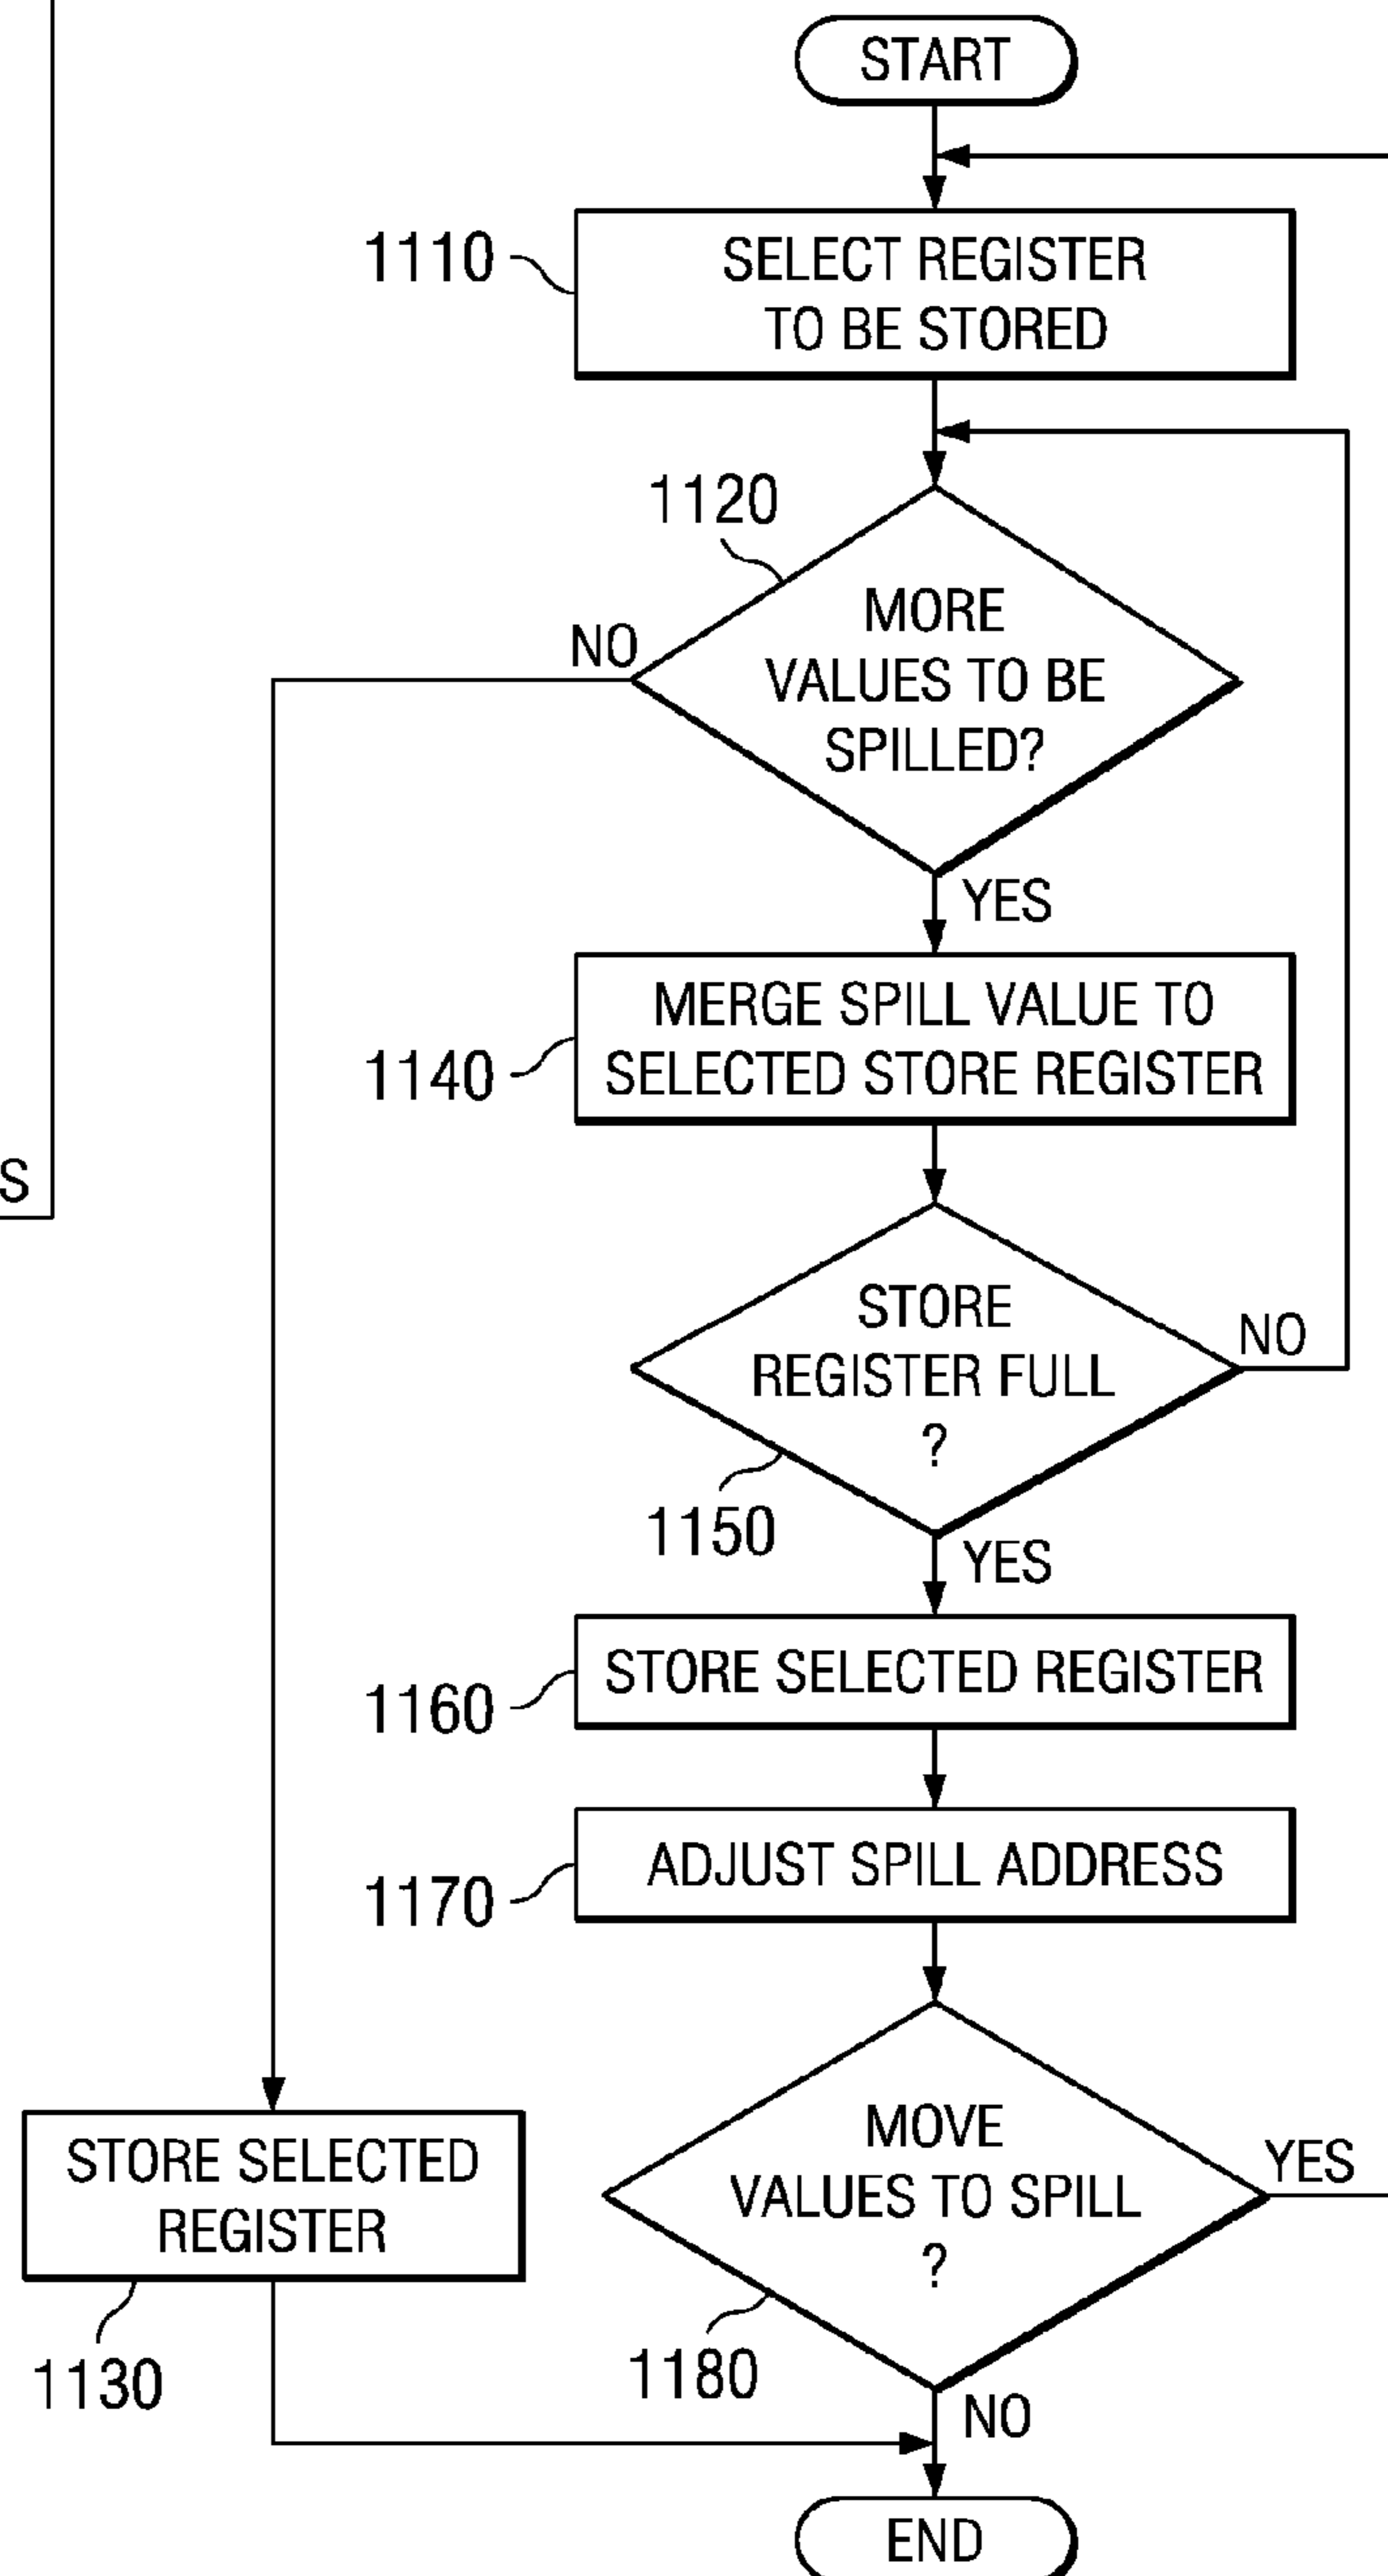 START
1110
SELECT REGISTER
TO BE STORED
1120
MORE
VALUES TO BE
SPILLED?
NO
YES
1140
MERGE SPILL VALUE TO
SELECTED STORE REGISTER
S
STORE
REGISTER FULL
?
NO
1150
YES
1160
STORE SELECTED REGISTER
1170
ADJUST SPILL ADDRESS
MOVE
VALUES TO SPILL
?
YES
STORE SELECTED
REGISTER
1130
1180
NO
END